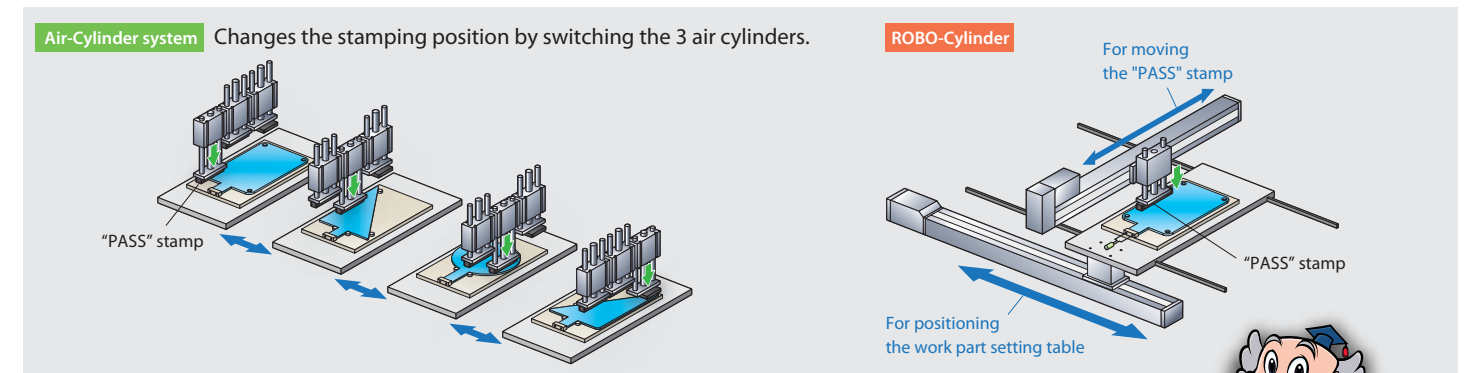 Air-Cylinder system Changes the stamping position by switching the 3 air cylinders.
“PASS” stamp
ROBO-Cylinder
For moving
the "PASS" stamp
“PASS” stamp
For positioning
the work part setting table